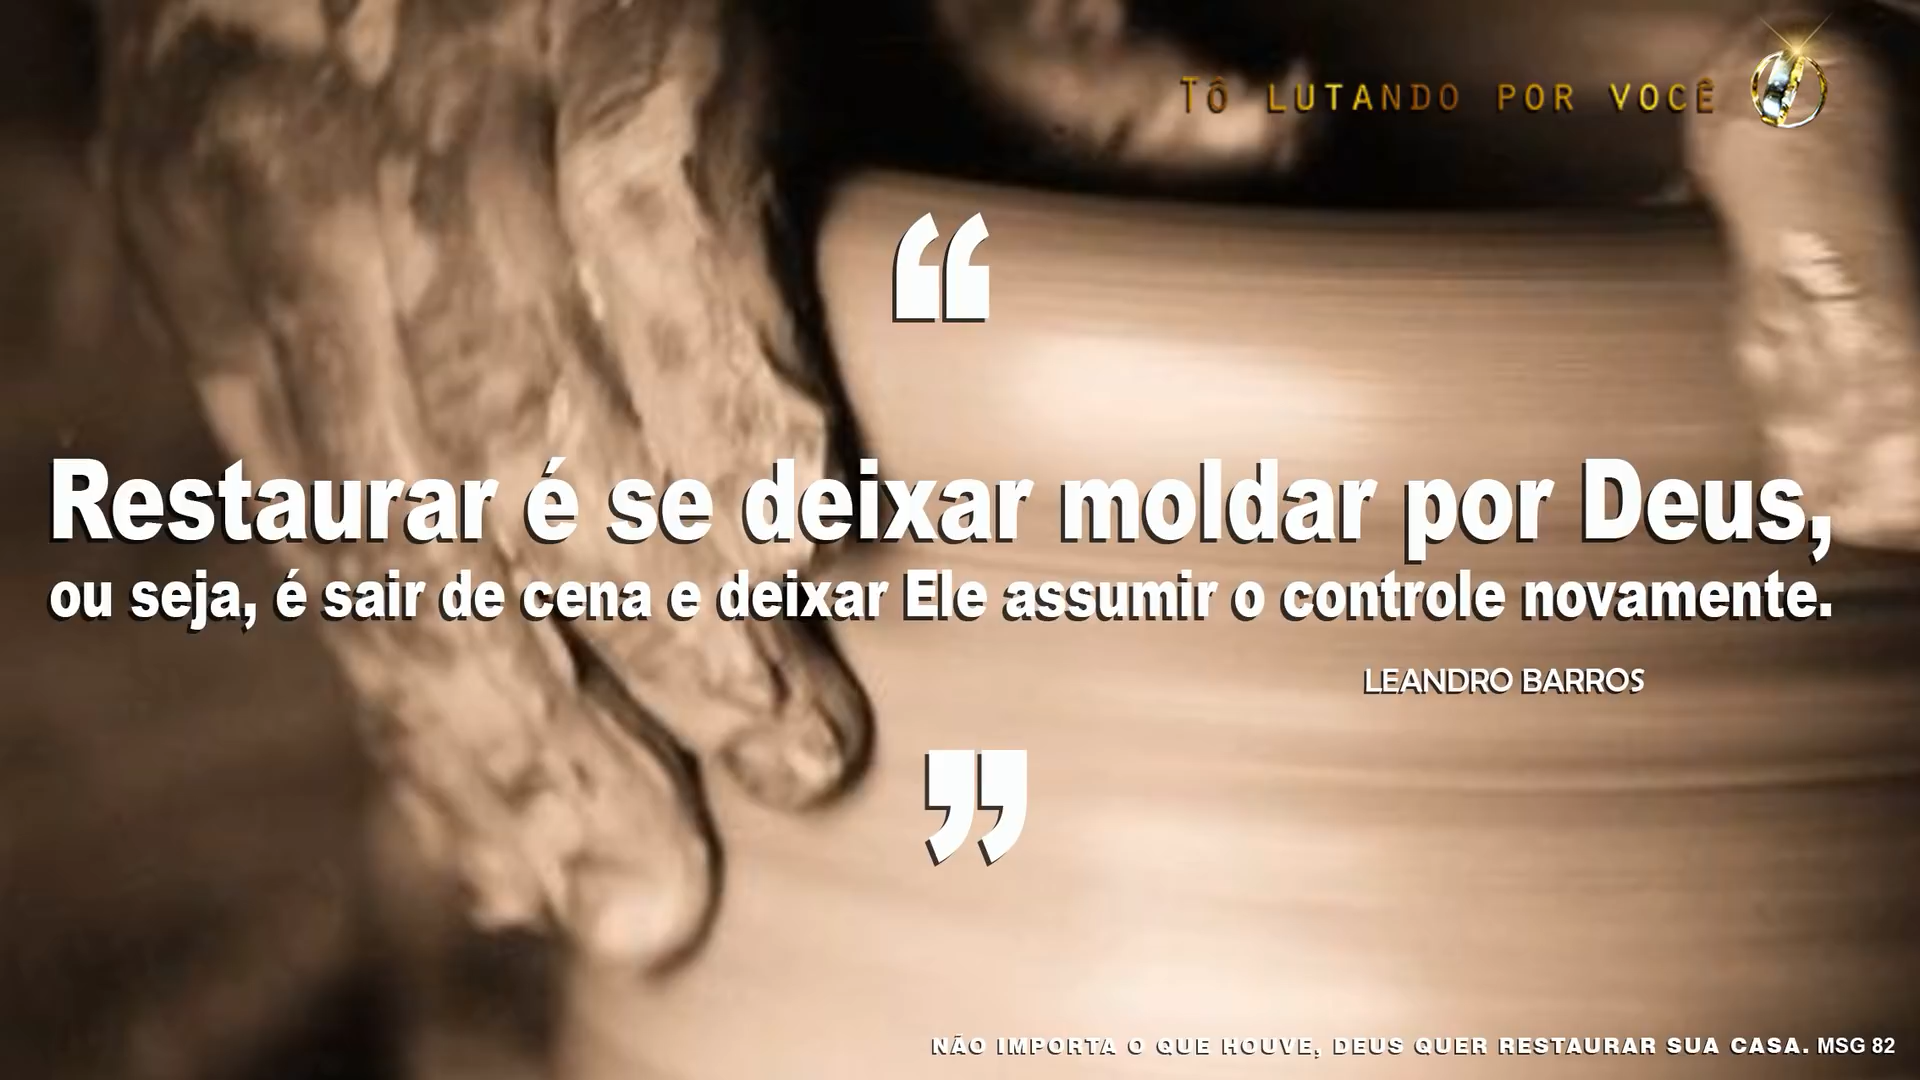 Tô LUTANDO POR VOCÊ
“
Restaurar é se deixar moldar por Deus,
ou seja, é sair de cena e deixar Ele assumir o controle novamente.
LEANDRO BARROS
”
NÃO IMPORTA O QUE HOUVE, DEUS QUER RESTAURAR SUA CASA. MSG 82